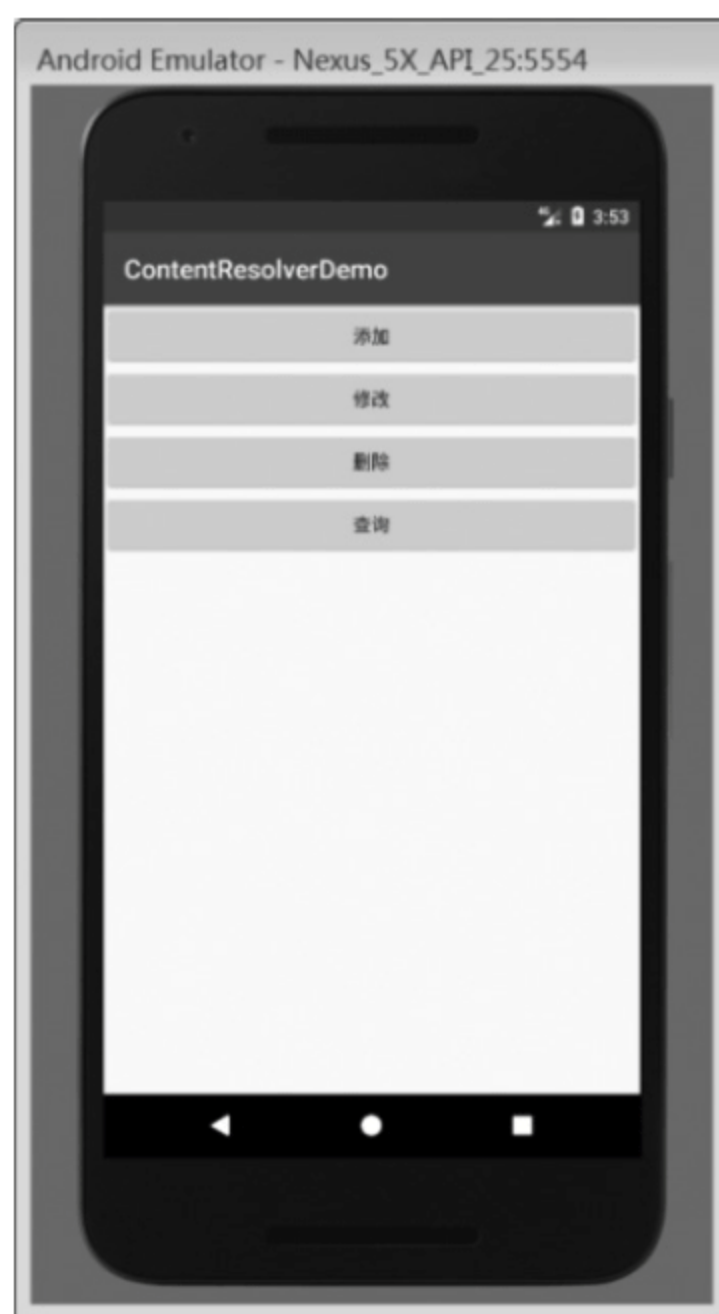 Android Emulator - Nexus_5X_API_25:5554
3:53
ContentResolverDemo
添加
修改
删除
查询